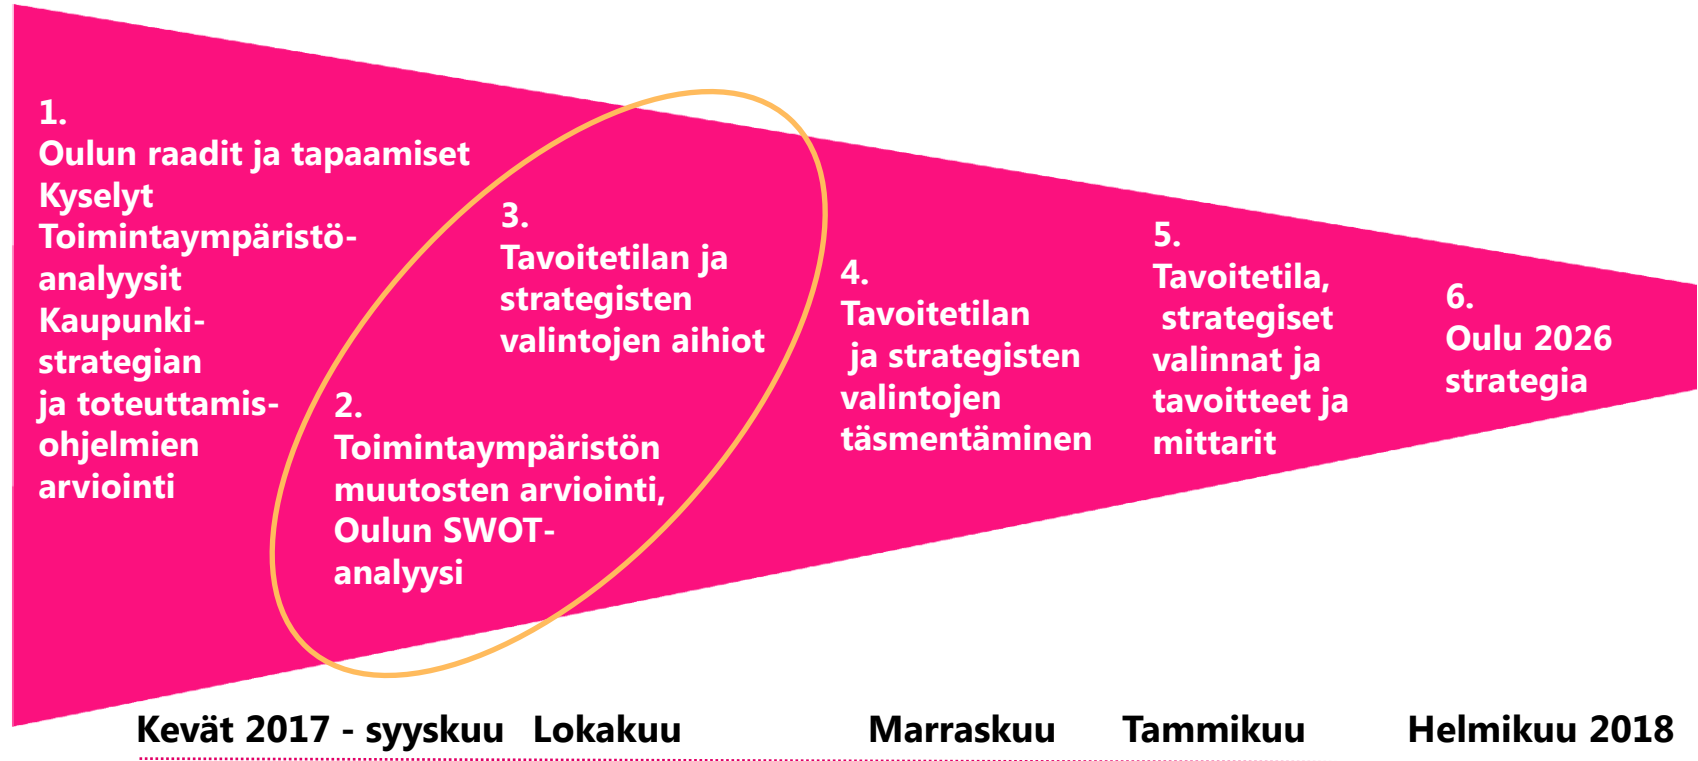 1.
Oulun raadit ja tapaamiset
Kyselyt
Toimintaympäristö-
analyysit
Kaupunki-
strategian
ja toteuttamis-
ohjelmien
arviointi
2.
Toimintaympäristön
muutosten arviointi,
Oulun SWOT-
analyysi
3.
Tavoitetilan ja
strategisten
valintojen aihiot
4.
Tavoitetilan
ja strategisten
valintojen
täsmentäminen
5.
Tavoitetila,
strategiset
valinnat ja
tavoitteet ja
mittarit
6.
Oulu 2026
strategia
Kevät 2017 - syyskuu Lokakuu Marraskuu Tammikuu Helmikuu 2018